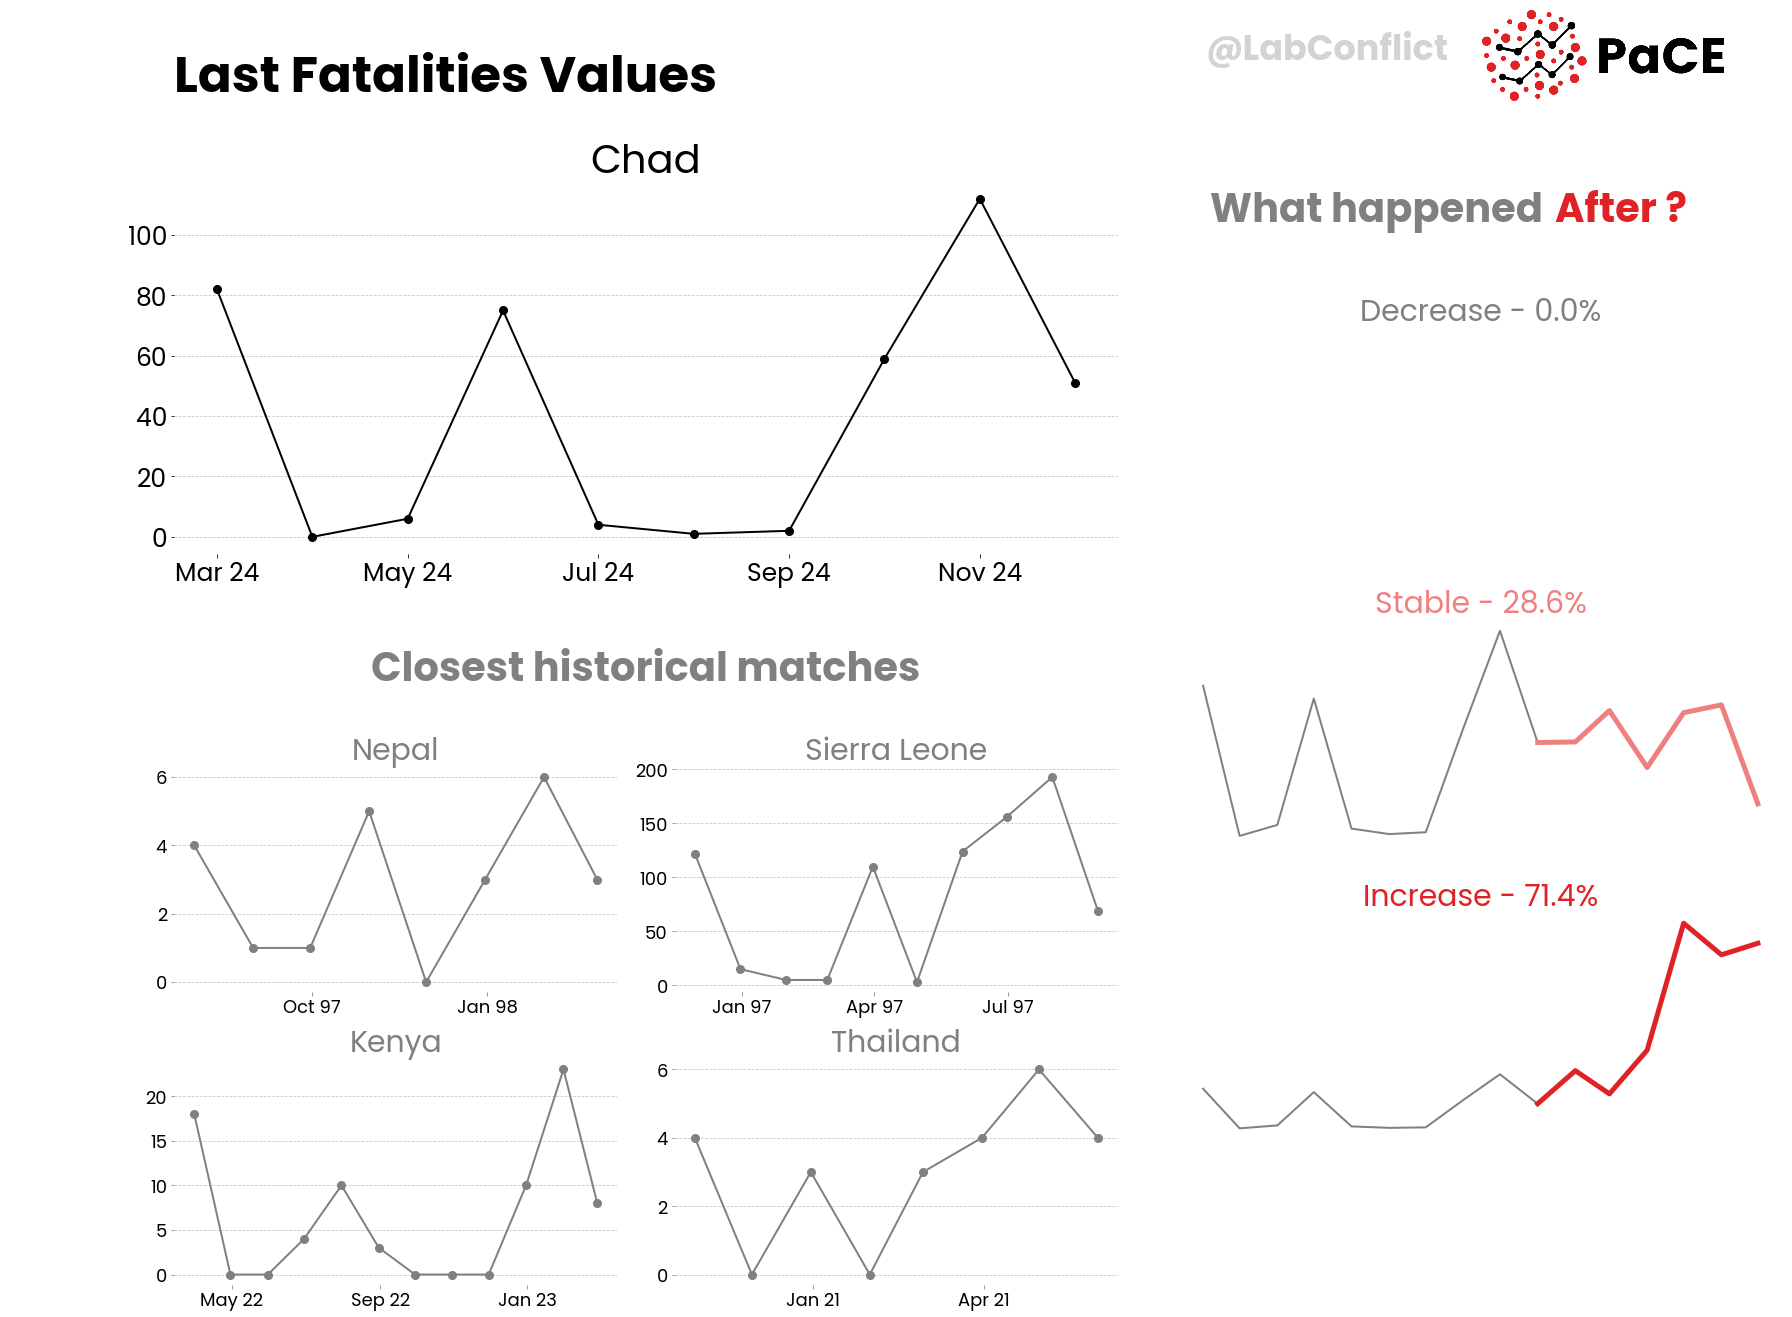 @LabConflict
PaCE
Last Fatalities Values
Chad
100
80
60
40
20
0
Mar 24 May 24 Jul 24 Sep 24 Nov 24
What happened After ?
Decrease - 0.0%
Stable - 28.6%
Increase - 71.4%
Closest historical matches
Nepal
6
4
2
0
Oct 97 Jan 98
Sierra Leone
200
150
100
50
0
Jan 97 Apr 97 Jul 97
Kenya
20
15
10
5
0
May 22 Sep 22 Jan 23
Thailand
6
4
2
0
Jan 21 Apr 21